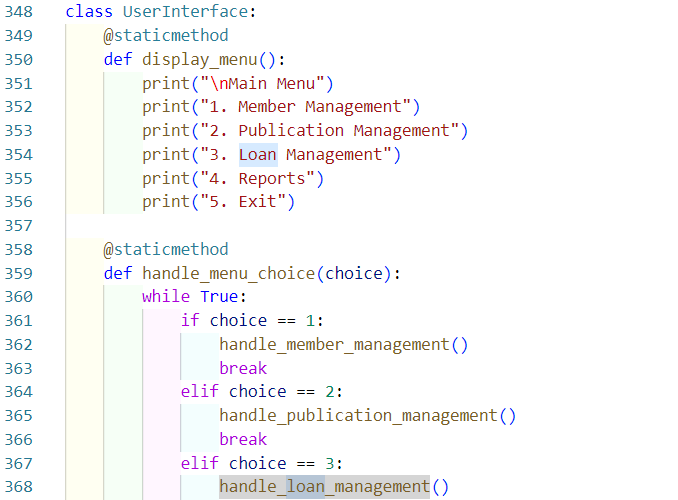 348 class UserInterface:
349     @staticmethod
350     def display_menu():
351         print("\nMain Menu")
352         print("1. Member Management")
353         print("2. Publication Management")
354         print("3. Loan Management")
355         print("4. Reports")
356         print("5. Exit")
357
358     @staticmethod
359     def handle_menu_choice(choice):
360         while True:
361             if choice == 1:
362                 handle_member_management()
363                 break
364             elif choice == 2:
365                 handle_publication_management()
366                 break
367             elif choice == 3:
368                 handle_loan_management()